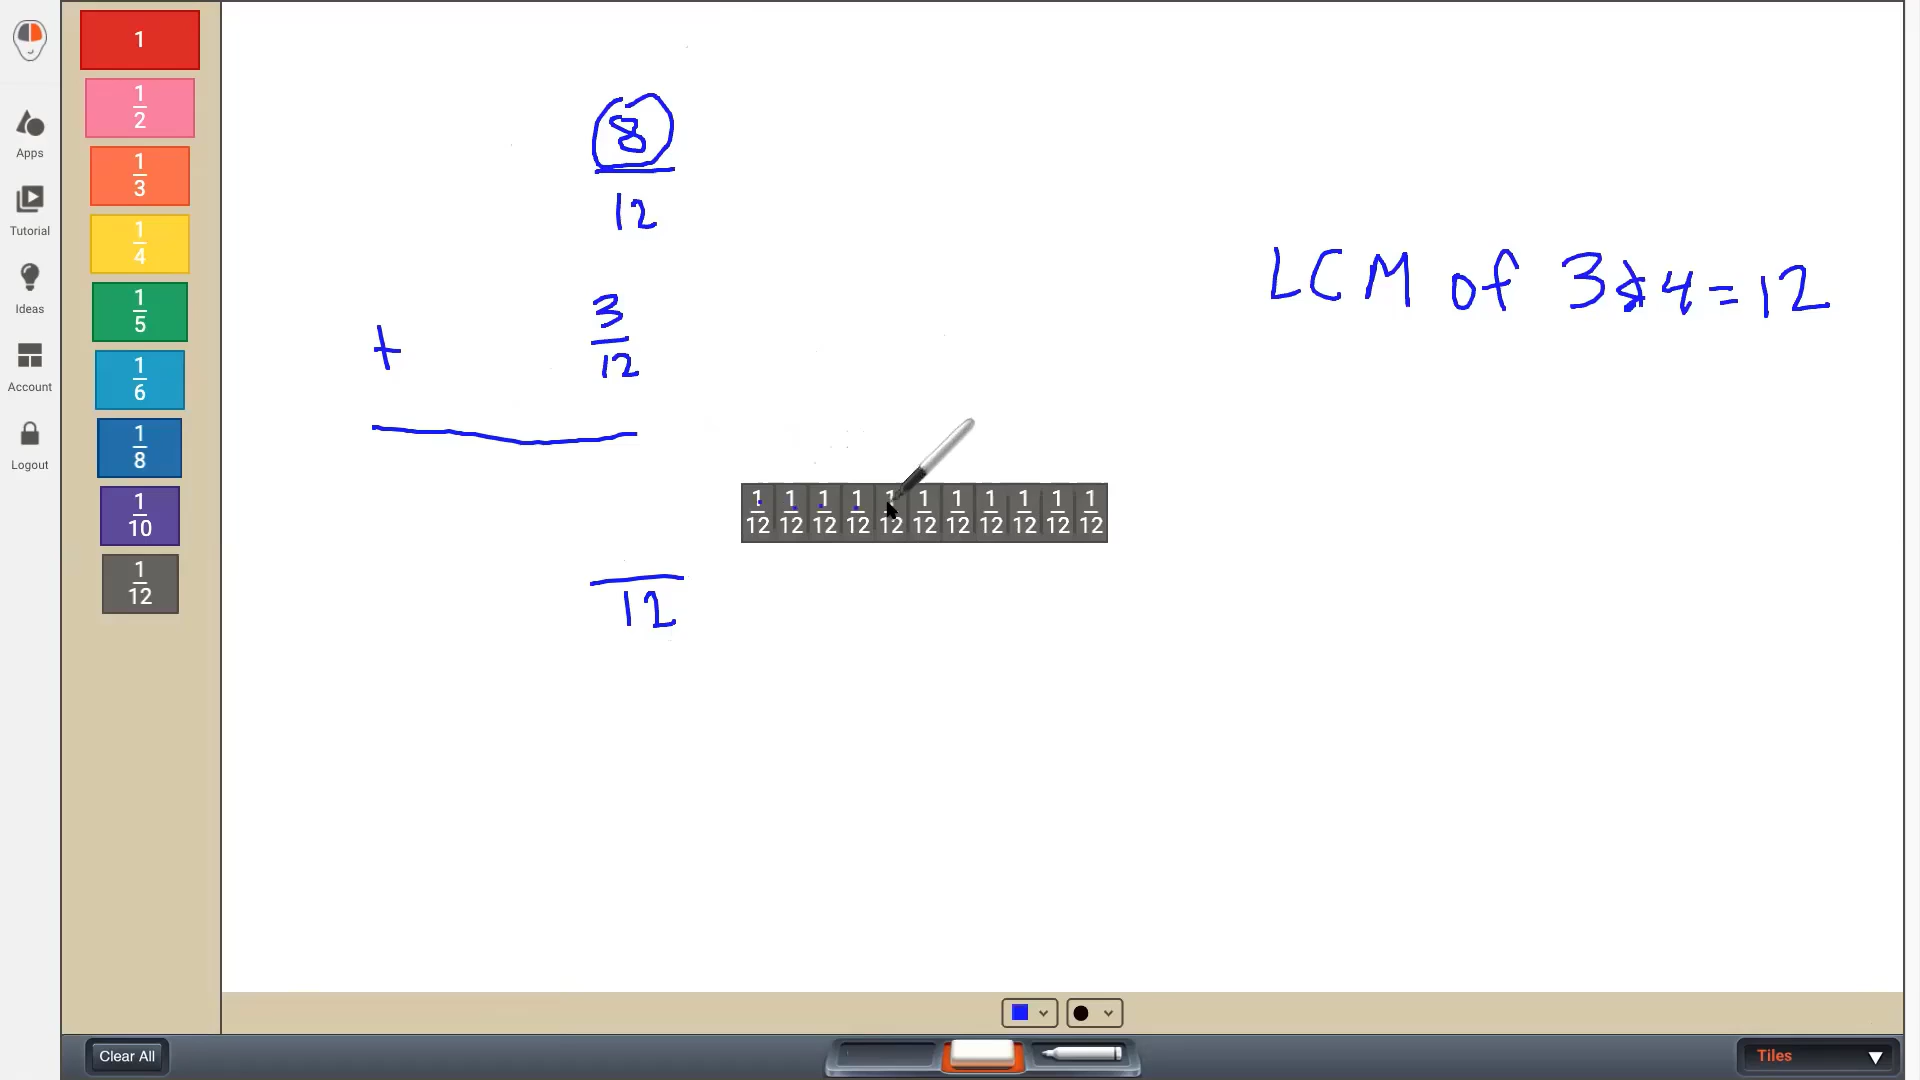 Apps
Tutorial
Ideas
Account
Logout
1
1
2
1
3
1
4
1
5
1
6
1
8
1
10
1
12
8
12
LCM of 3 & 4 = 12
+ 3
12
1 1 1 1 1 1 1 1 1 1 1
12 12 12 12 12 12 12 12 12 12 12
12
Clear All
Tiles